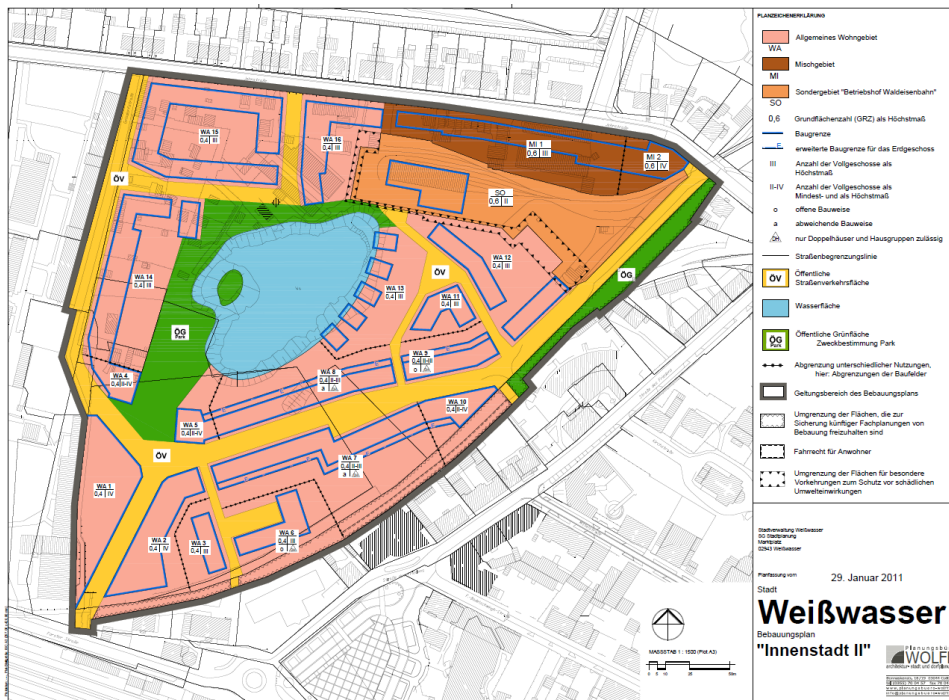 PLANZEICHENERKLÄRUNG
Allgemeines Wohngebiet
WA
Mischgebiet
MI
Sondergebiet "Betriebshof Waldeisenbahn"
SO
0,6 Grundflächenzahl (GRZ) als Höchstmaß
Baugrenze
E erweiterte Baugrenze für das Erdgeschoss
III Anzahl der Vollgeschosse als
Höchstmaß
II-IV Anzahl der Vollgeschosse als
Mindest- und als Höchstmaß
o offene Bauweise
a abweichende Bauweise
nur Doppelhäuser und Hausgruppen zulässig
Straßenbegrenzungslinie
ÖV Öffentliche
Straßenverkehrsfläche
Wasserfläche
ÖG Öffentliche Grünfläche
Park Zweckbestimmung Park
Abgrenzung unterschiedlicher Nutzungen,
hier: Abgrenzungen der Baufelder
Geltungsbereich des Bebauungsplans
Umgrenzung der Flächen, die zur
Sicherung künftiger Fachplanungen von
Bebauung freizuhalten sind
Fahrrecht für Anwohner
Umgrenzung der Flächen für besondere
Vorkehrungen zum Schutz vor schädlichen
Umwelteinwirkungen
Stadtverwaltung Weißwasser
SG Stadtplanung
Marktplatz
02943 Weißwasser
Planfassung vom 29. Januar 2011
Stadt
Weißwasser
Bebauungsplan
"Innenstadt II"
Planungsbü
WOLF
MASSSTAB 1 : 1500 (Plot A3)
WA 15
0,4 III
WA 16
0,4 III
MI 1
0,6 III
MI 2
0,6 IV
SO
0,6 II
ÖV
WA 14
0,4 III
WA 13
0,4 III
WA 12
0,4 III
ÖV
ÖG
WA 11
0,4 III
ÖG
Park
WA 9
0,4 II-III
o
WA 4
0,4 II-IV
WA 8
0,4 II-III
a
WA 10
0,4 II-IV
WA 5
0,4 II-IV
ÖV
WA 7
0,4 II-III
a
WA 1
0,4 IV
WA 2
0,4 IV
WA 3
0,4 III
WA 6
0,4 III
o